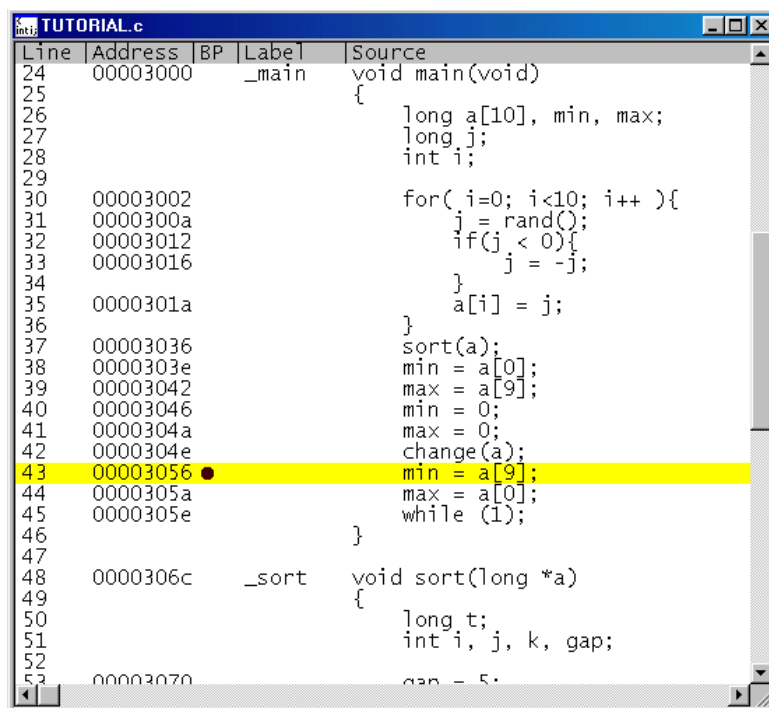 TUTORIAL.c
Line Address BP Label Source
24 00003000 _main void main(void)
25 {
26 long a[10], min, max;
27 long j;
28 int i;
29
30 00003002 for( i=0; i<10; i++ ){
31 0000300a j = rand();
32 00003012 if(j < 0){
33 00003016 j = -j;
34 }
35 0000301a a[i] = j;
36 }
37 00003036 sort(a);
38 0000303e min = a[0];
39 00003042 max = a[9];
40 00003046 min = 0;
41 0000304a max = 0;
42 0000304e change(a);
43 00003056 min = a[9];
44 0000305a max = a[0];
45 0000305e while (1);
46 }
47
48 0000306c _sort void sort(long *a)
49 {
50 long t;
51 int i, j, k, gap;
52
53 00003070 gap = 5;